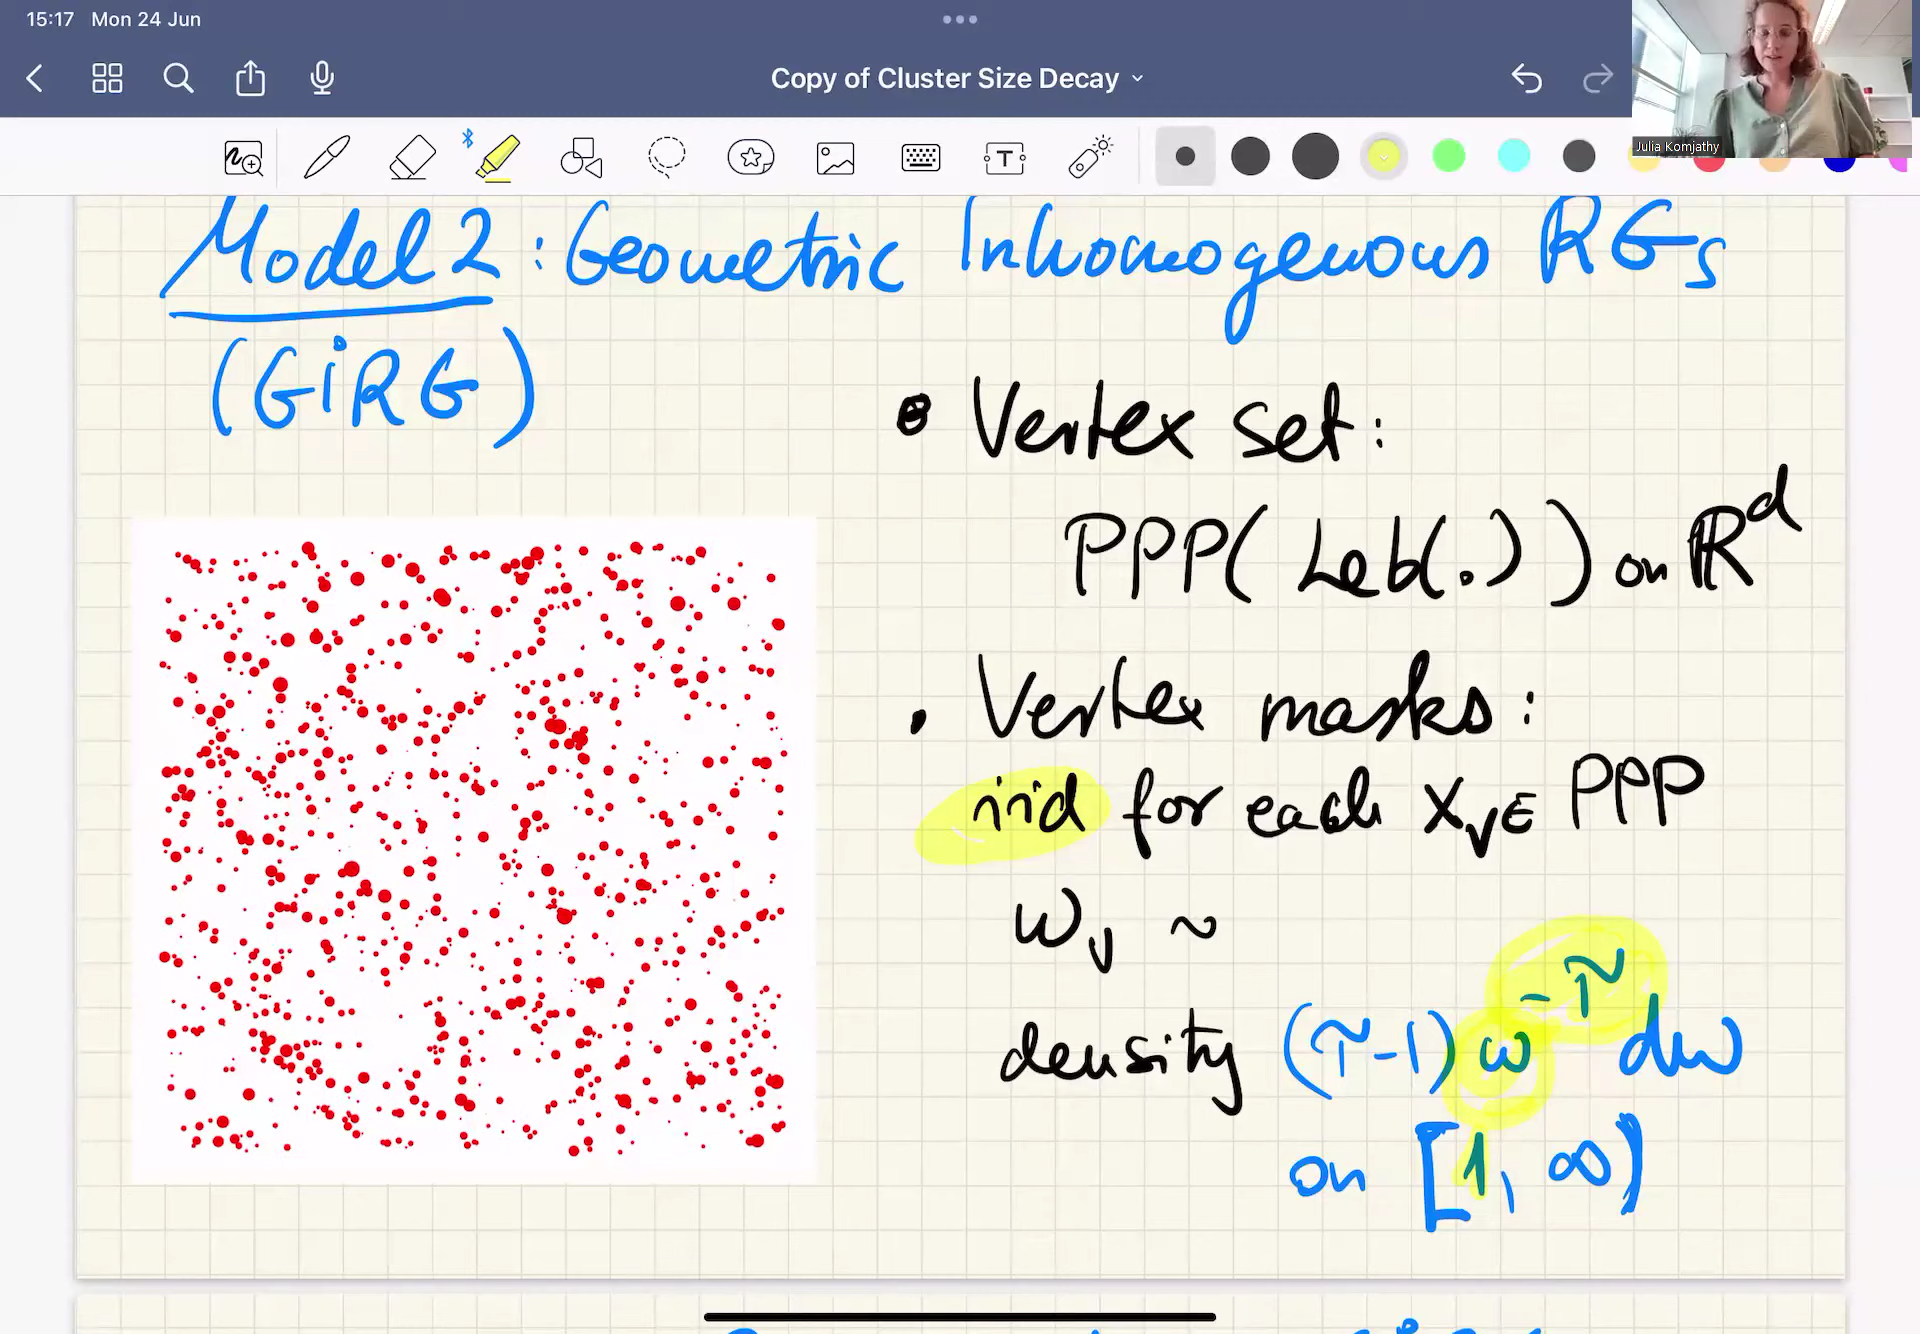 15:17 Mon 24 Jun
Copy of Cluster Size Decay
Julia Komjathy
Model 2: Geometric Inhomogenous RGs
(GIRG)
• Vertex set:
PPP(Leb(.)) on ℝ^d
• Vertex marks:
iid for each x_v ∈ PPP
w_v ~
density (τ-1) w^{-τ} dw
on [1, ∞)